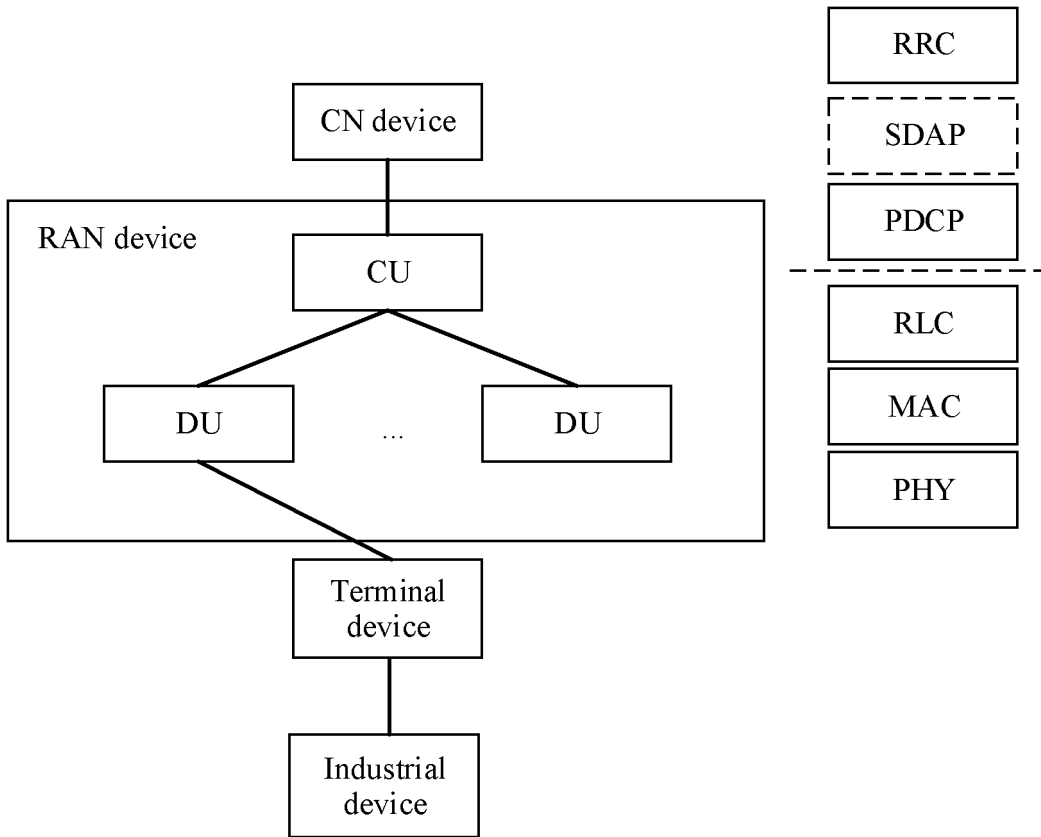 CN device
RAN device
CU
DU
...
DU
Terminal
device
Industrial
device
RRC
SDAP
PDCP
RLC
MAC
PHY